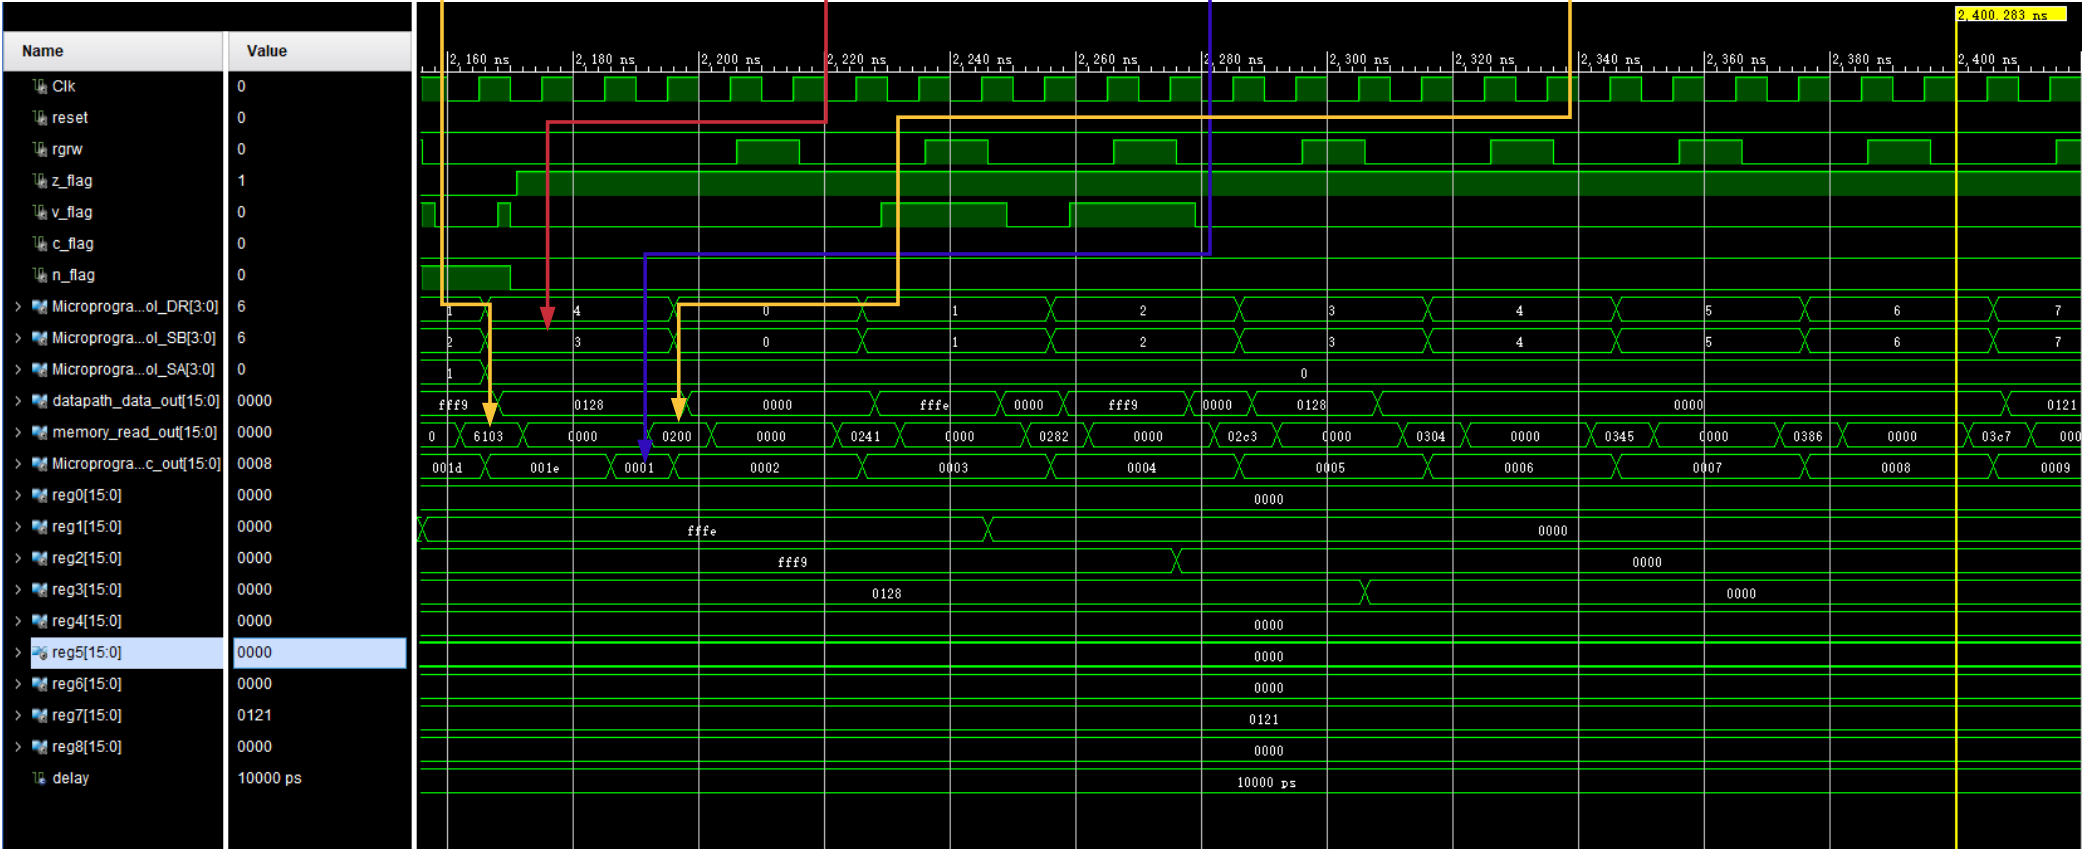 2,400.283 ns
Name Value
2,160 ns 2,180 ns 2,200 ns 2,220 ns 2,240 ns 2,260 ns 2,280 ns 2,300 ns 2,320 ns 2,340 ns 2,360 ns 2,380 ns 2,400 ns
Clk 0
reset 0
rgrw 0
z_flag 1
v_flag 0
c_flag 0
n_flag 0
Microprogra...ol_DR[3:0] 6 1 4 0 1 2 3 4 5 6 7
Microprogra...ol_SB[3:0] 6 2 3 0 1 2 3 4 5 6 7
Microprogra...ol_SA[3:0] 0 1 0
datapath_data_out[15:0] 0000 fff9 0128 0000 fffe 0000 fff9 0000 0128 0000 0121
memory_read_out[15:0] 0000 0 6103 0000 0200 0000 0241 0000 0282 0000 02c3 0000 0304 0000 0345 0000 0386 0000 03c7 000
Microprogra...c_out[15:0] 0008 001d 001e 0001 0002 0003 0004 0005 0006 0007 0008 0009
reg0[15:0] 0000 0000
reg1[15:0] 0000 fffe 0000
reg2[15:0] 0000 fff9 0000
reg3[15:0] 0000 0128 0000
reg4[15:0] 0000 0000
reg5[15:0] 0000 0000
reg6[15:0] 0000 0000
reg7[15:0] 0121 0121
reg8[15:0] 0000 0000
delay 10000 ps 10000 ps